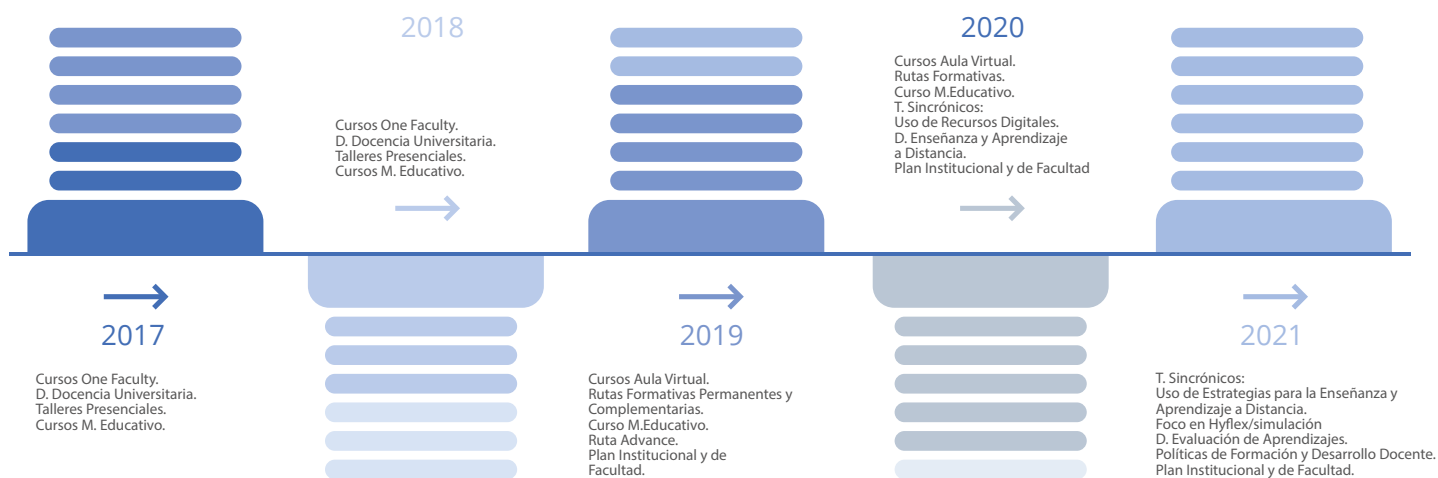 2017
Cursos One Faculty.
D. Docencia Universitaria.
Talleres Presenciales.
Cursos M. Educativo.
2018
Cursos One Faculty.
D. Docencia Universitaria.
Talleres Presenciales.
Cursos M. Educativo.
2019
Cursos Aula Virtual.
Rutas Formativas Permanentes y
Complementarias.
Curso M.Educativo.
Ruta Advance.
Plan Institucional y de
Facultad.
2020
Cursos Aula Virtual.
Rutas Formativas.
Curso M.Educativo.
T. Sincrónicos:
Uso de Recursos Digitales.
D. Enseñanza y Aprendizaje
a Distancia.
Plan Institucional y de Facultad
2021
T. Sincrónicos:
Uso de Estrategias para la Enseñanza y
Aprendizaje a Distancia.
Foco en Hyflex/simulación
D. Evaluación de Aprendizajes.
Políticas de Formación y Desarrollo Docente.
Plan Institucional y de Facultad.